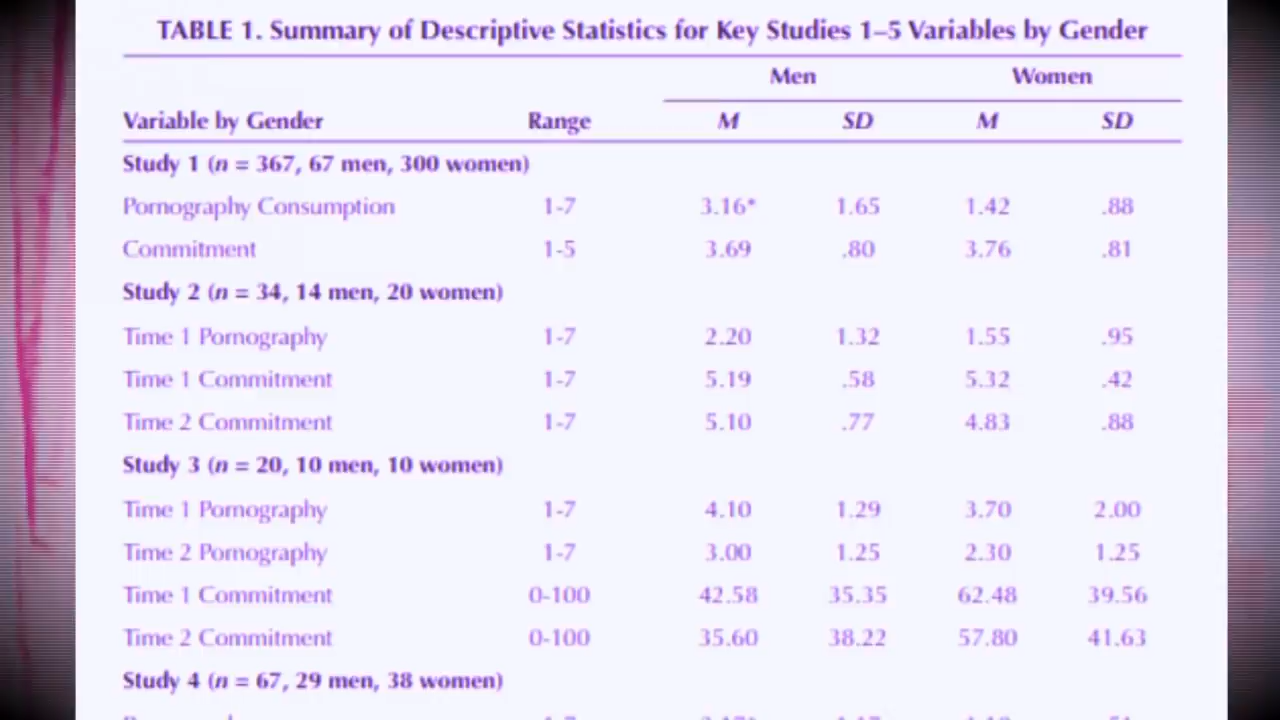 TABLE 1. Summary of Descriptive Statistics for Key Studies 1–5 Variables by Gender
Men Women
Variable by Gender Range M SD M SD
Study 1 (n = 367, 67 men, 300 women)
Pornography Consumption 1-7 3.16* 1.65 1.42 .88
Commitment 1-5 3.69 .80 3.76 .81
Study 2 (n = 34, 14 men, 20 women)
Time 1 Pornography 1-7 2.20 1.32 1.55 .95
Time 1 Commitment 1-7 5.19 .58 5.32 .42
Time 2 Commitment 1-7 5.10 .77 4.83 .88
Study 3 (n = 20, 10 men, 10 women)
Time 1 Pornography 1-7 4.10 1.29 3.70 2.00
Time 2 Pornography 1-7 3.00 1.25 2.30 1.25
Time 1 Commitment 0-100 42.58 35.35 62.48 39.56
Time 2 Commitment 0-100 35.60 38.22 57.80 41.63
Study 4 (n = 67, 29 men, 38 women)